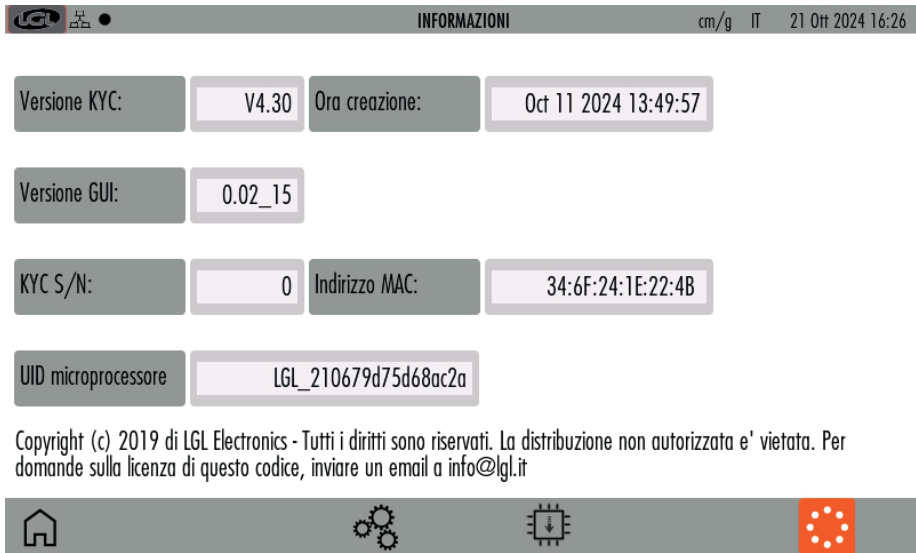 LGL INFORMAZIONI cm/g IT 21 Ott 2024 16:26
Versione KYC: V4.30 Ora creazione: Oct 11 2024 13:49:57
Versione GUI: 0.02_15
KYC S/N: 0 Indirizzo MAC: 34:6F:24:1E:22:4B
UID microprocessore LGL_210679d75d68ac2a
Copyright (c) 2019 di LGL Electronics - Tutti i diritti sono riservati. La distribuzione non autorizzata e' vietata. Per
domande sulla licenza di questo codice, inviare un email a info@lgl.it